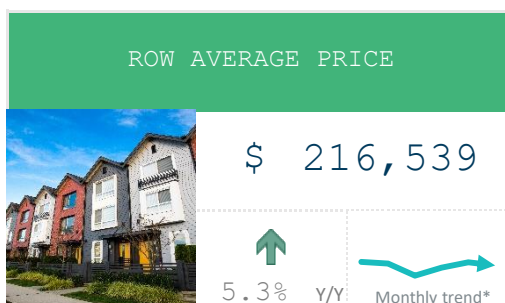 ROW AVERAGE PRICE
$ 216,539
5.3% Y/Y
Monthly trend*